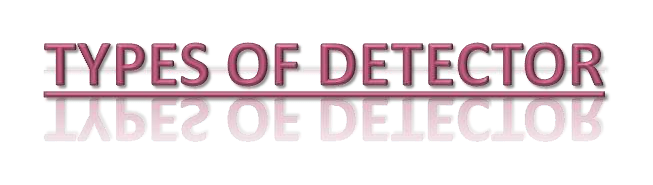 TYPES OF DETECTOR